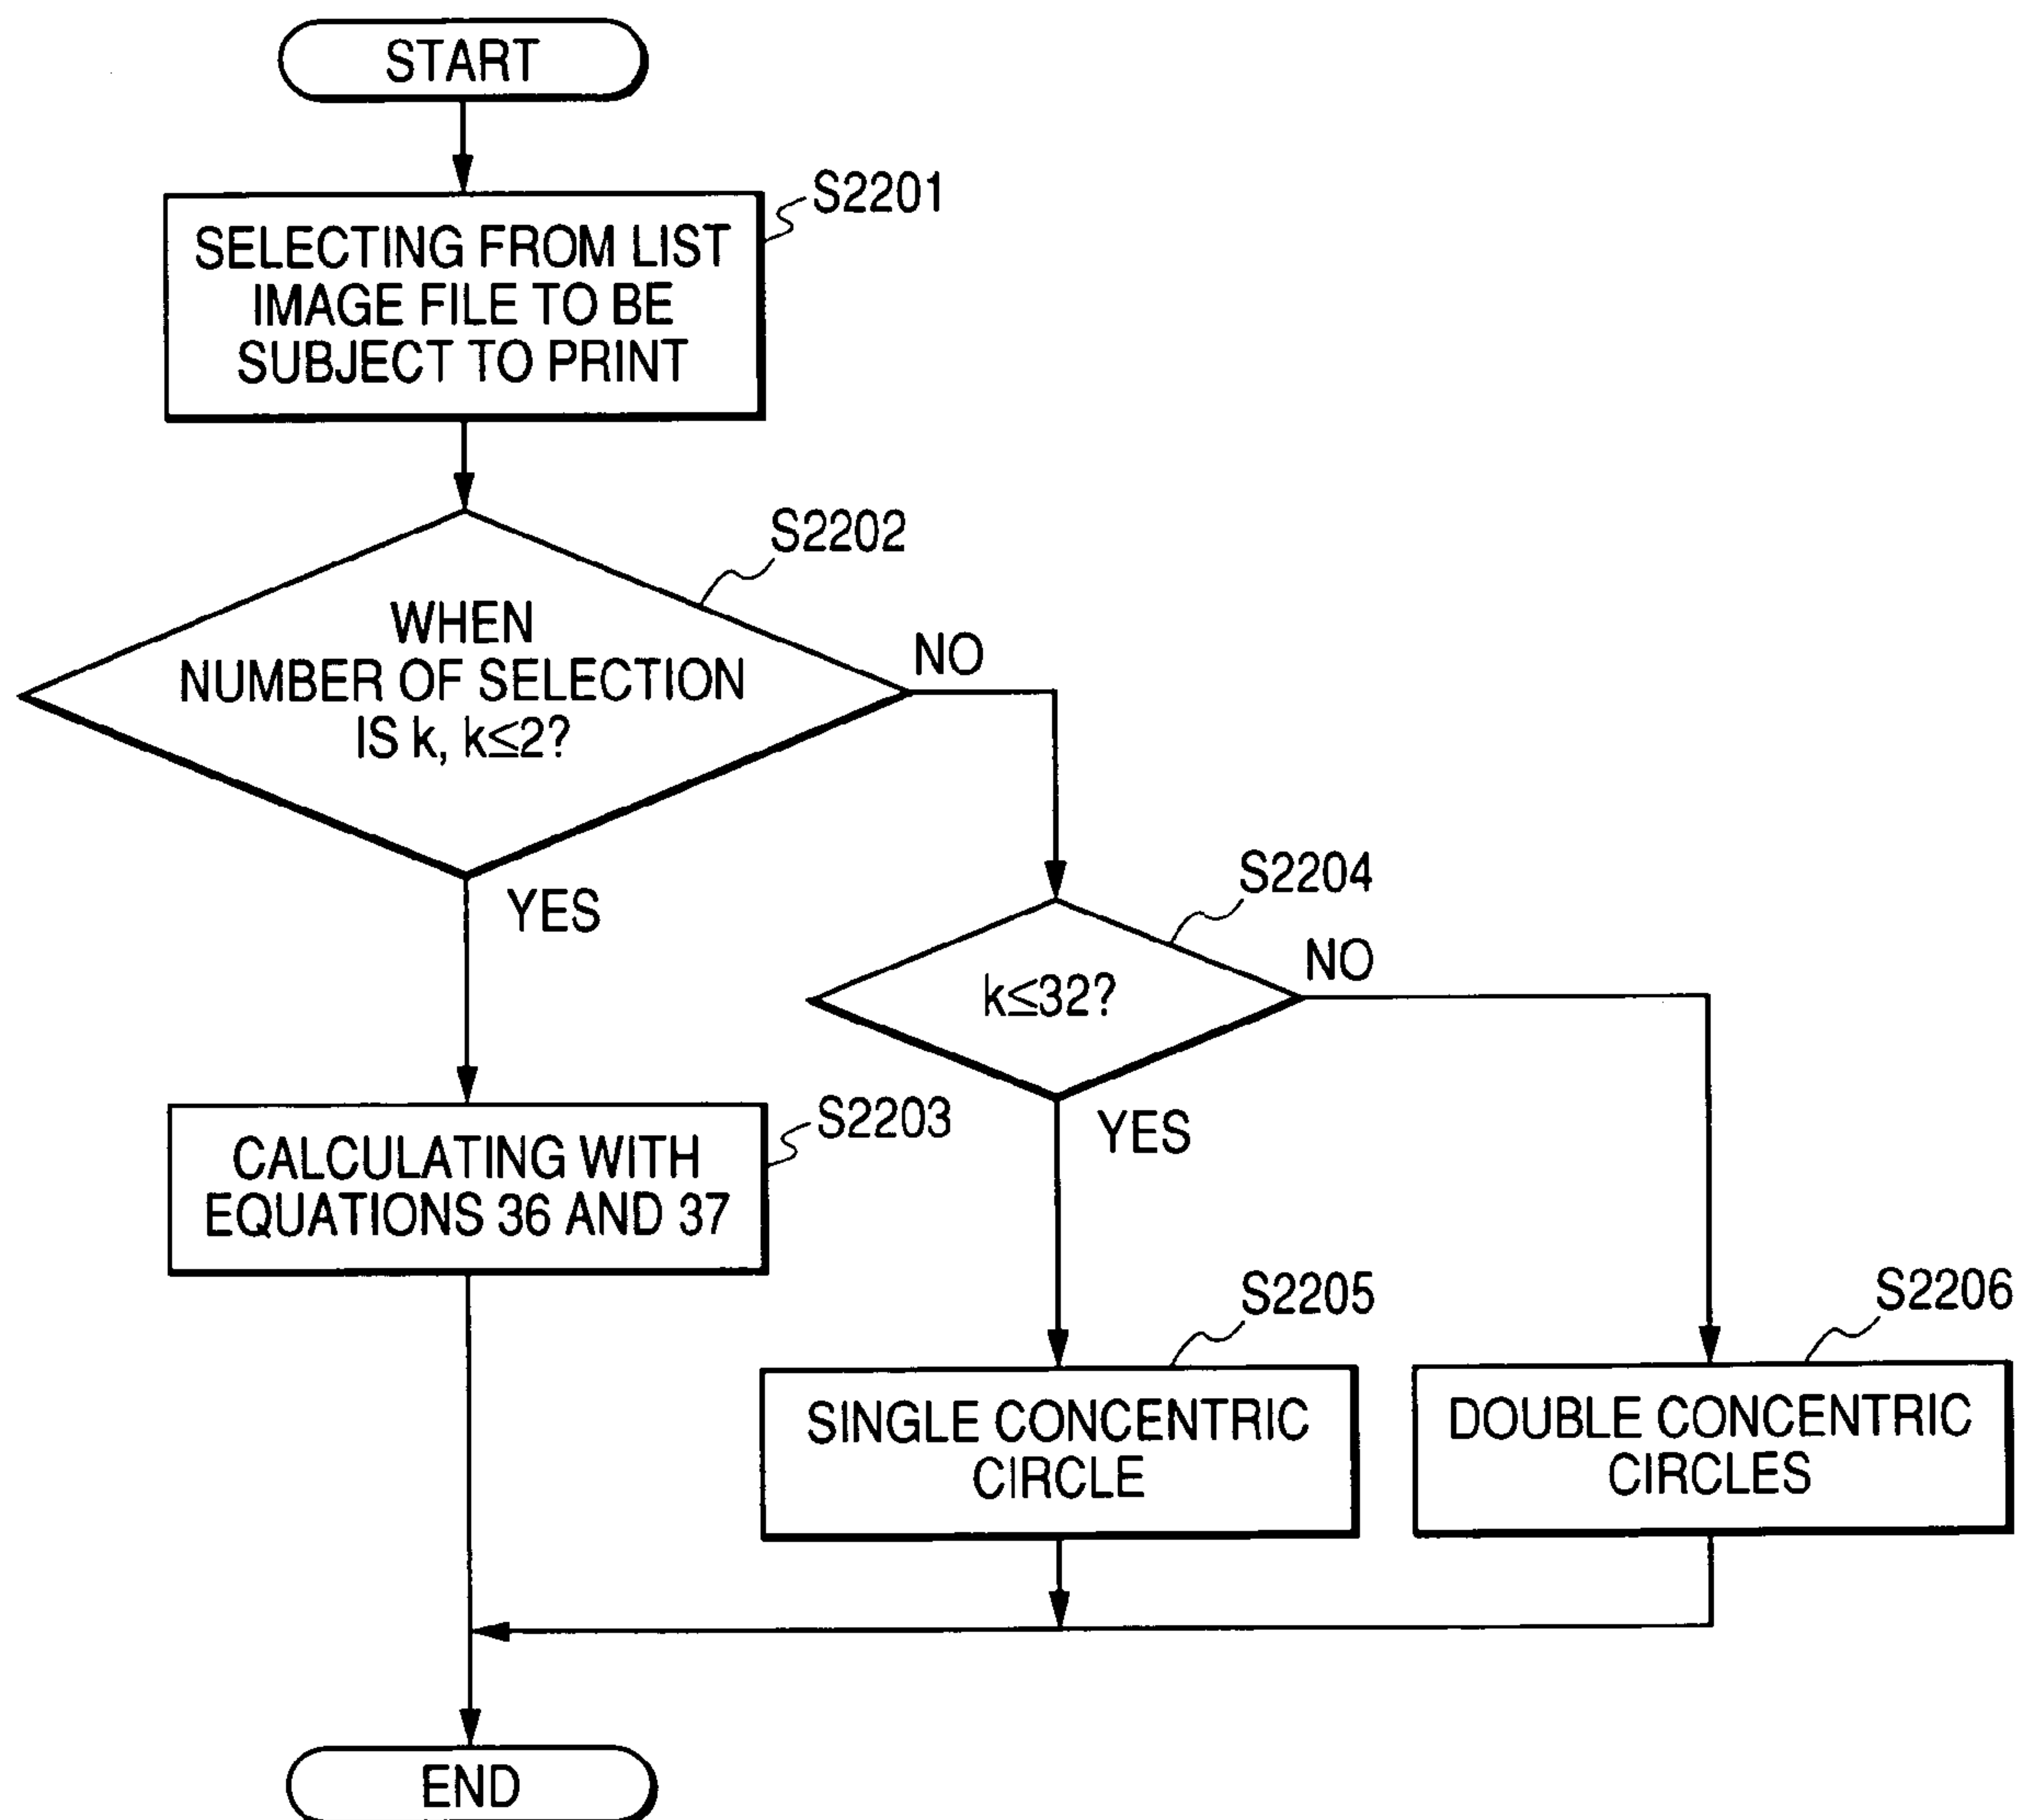 START
S2201
SELECTING FROM LIST
IMAGE FILE TO BE
SUBJECT TO PRINT
S2202
WHEN
NUMBER OF SELECTION
IS k, k≤2?
NO
YES
S2204
k≤32?
NO
YES
S2203
CALCULATING WITH
EQUATIONS 36 AND 37
S2205
SINGLE CONCENTRIC
CIRCLE
S2206
DOUBLE CONCENTRIC
CIRCLES
END